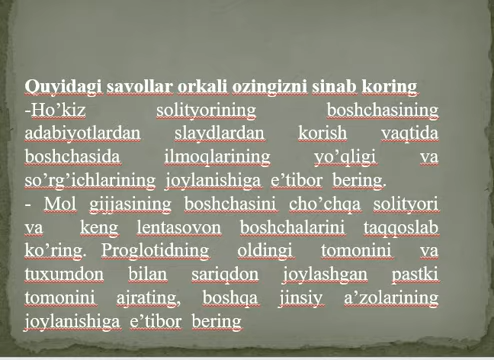 Quyidagi savollar orkali ozingizni sinab koring
-Ho’kiz solityorining boshchasining
adabiyotlardan slaydlardan korish vaqtida
boshchasida ilmoqlarining yo’qligi va
so’rg’ichlarining joylanishiga e’tibor bering.
- Mol gijjasining boshchasini cho’chqa solityori
va keng lentasovon boshchalarini taqqoslab
ko’ring. Proglotidning oldingi tomonini va
tuxumdon bilan sariqdon joylashgan pastki
tomonini ajrating, boshqa jinsiy a’zolarining
joylanishiga e’tibor bering